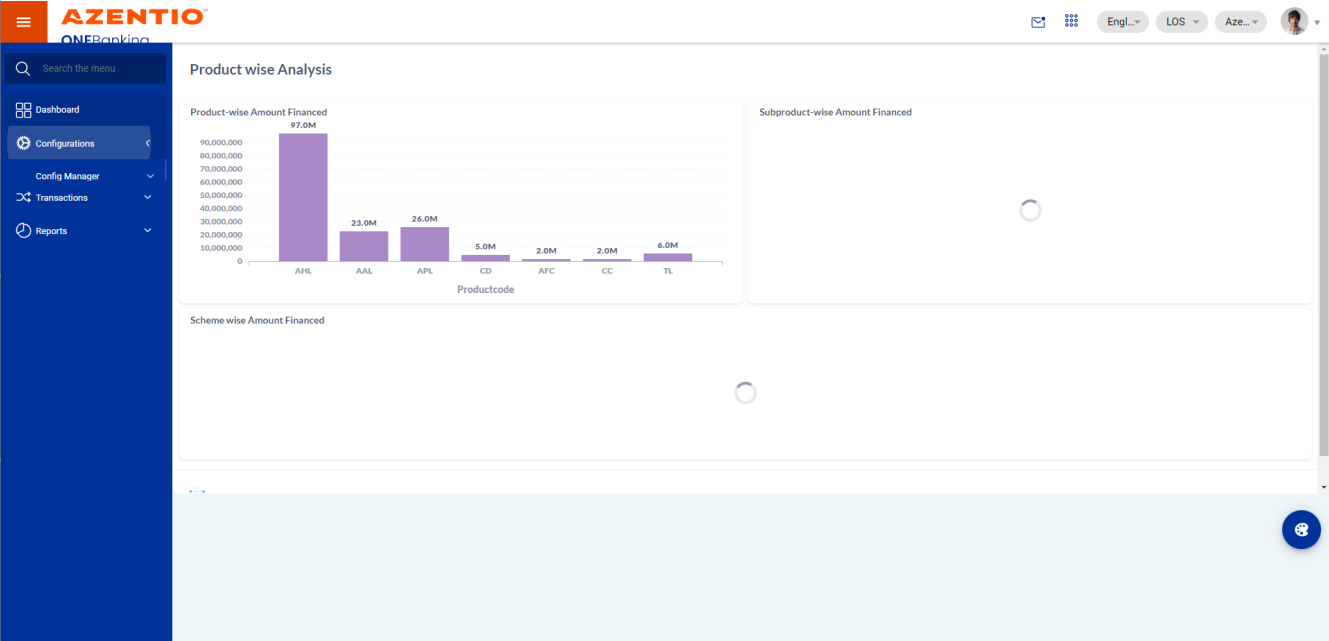 AZENTIO™
ONEBanking
Engl...
LOS
Aze...
Search the menu
Dashboard
Configurations
Config Manager
Transactions
Reports
Product wise Analysis
Product-wise Amount Financed
97.0M
90,000,000
80,000,000
70,000,000
60,000,000
50,000,000
40,000,000
30,000,000
20,000,000
10,000,000
0
23.0M
26.0M
5.0M
2.0M
2.0M
6.0M
AHL AAL APL CD AFC CC TL
Productcode
Subproduct-wise Amount Financed
Scheme wise Amount Financed